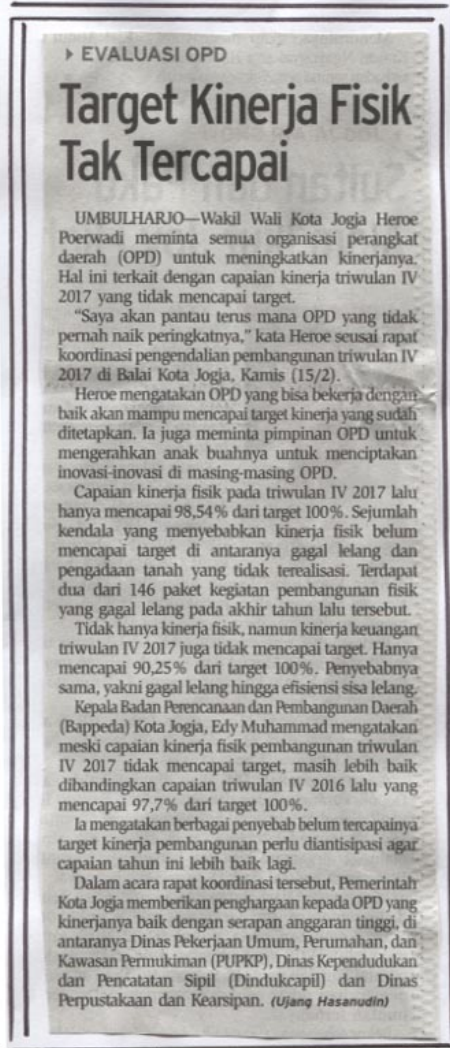 ▸ EVALUASI OPD
Target Kinerja Fisik
Tak Tercapai
UMBULHARJO—Wakil Wali Kota Jogja Heroe
Poerwadi meminta semua organisasi perangkat
daerah (OPD) untuk meningkatkan kinerjanya.
Hal ini terkait dengan capaian kinerja triwulan IV
2017 yang tidak mencapai target.
"Saya akan pantau terus mana OPD yang tidak
pernah naik peringkatnya," kata Heroe seusai rapat
koordinasi pengendalian pembangunan triwulan IV
2017 di Balai Kota Jogja, Kamis (15/2).
Heroe mengatakan OPD yang bisa bekerja dengan
baik akan mampu mencapai target kinerja yang sudah
ditetapkan. Ia juga meminta pimpinan OPD untuk
mengerahkan anak buahnya untuk menciptakan
inovasi-inovasi di masing-masing OPD.
Capaian kinerja fisik pada triwulan IV 2017 lalu
hanya mencapai 98,54% dari target 100%. Sejumlah
kendala yang menyebabkan kinerja fisik belum
mencapai target di antaranya gagal lelang dan
pengadaan tanah yang tidak terealisasi. Terdapat
dua dari 146 paket kegiatan pembangunan fisik
yang gagal lelang pada akhir tahun lalu tersebut.
Tidak hanya kinerja fisik, namun kinerja keuangan
triwulan IV 2017 juga tidak mencapai target. Hanya
mencapai 90,25% dari target 100%. Penyebabnya
sama, yakni gagal lelang hingga efisiensi sisa lelang.
Kepala Badan Perencanaan dan Pembangunan Daerah
(Bappeda) Kota Jogja, Edy Muhammad mengatakan
meski capaian kinerja fisik pembangunan triwulan
IV 2017 tidak mencapai target, masih lebih baik
dibandingkan capaian triwulan IV 2016 lalu yang
mencapai 97,7% dari target 100%.
Ia mengatakan berbagai penyebab belum tercapainya
target kinerja pembangunan perlu diantisipasi agar
capaian tahun ini lebih baik lagi.
Dalam acara rapat koordinasi tersebut, Pemerintah
Kota Jogja memberikan penghargaan kepada OPD yang
kinerjanya baik dengan serapan anggaran tinggi, di
antaranya Dinas Pekerjaan Umum, Perumahan, dan
Kawasan Permukiman (PUPKP), Dinas Kependudukan
dan Pencatatan Sipil (Dindukcapil) dan Dinas
Perpustakaan dan Kearsipan. (Ujang Hasanudin)